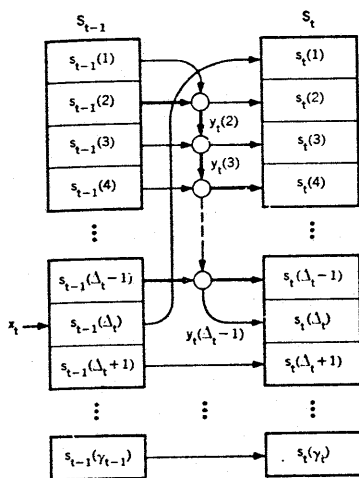 S_{t-1} S_t
s_{t-1}(1) s_t(1)
s_{t-1}(2) s_t(2)
y_t(2)
s_{t-1}(3) s_t(3)
y_t(3)
s_{t-1}(4) s_t(4)
s_{t-1}(Δ_t-1) s_t(Δ_t-1)
x_t s_{t-1}(Δ_t) y_t(Δ_t-1) s_t(Δ_t)
s_{t-1}(Δ_t+1) s_t(Δ_t+1)
s_{t-1}(γ_{t-1}) s_t(γ_t)